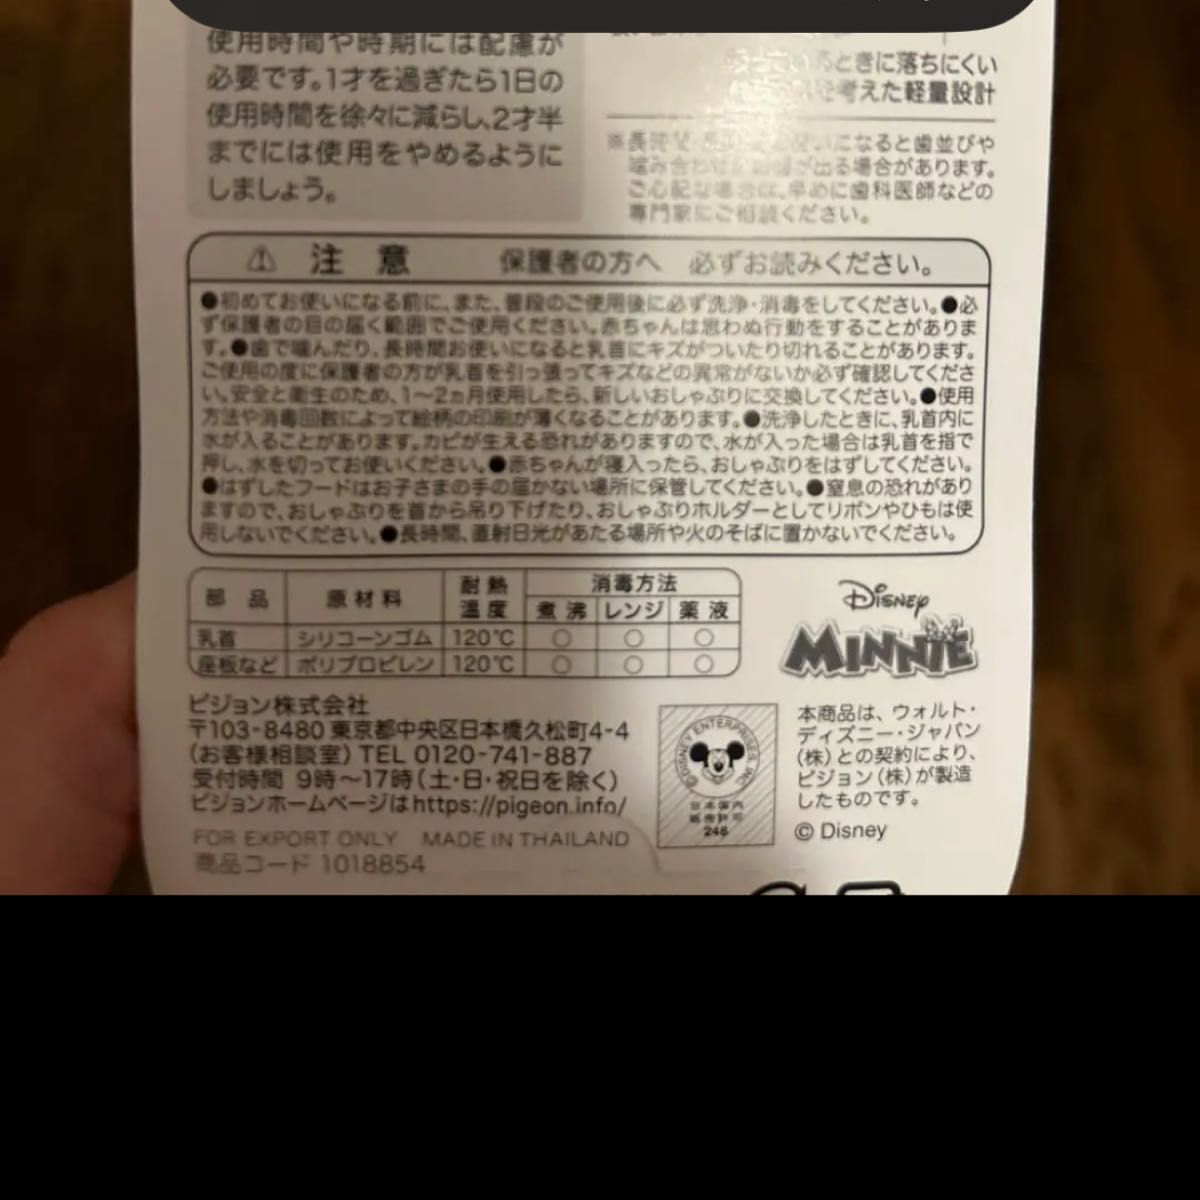 使用時間や時期には配慮が
必要です。1才を過ぎたら1日の
使用時間を徐々に減らし、2才半
までには使用をやめるように
しましょう。
ときに落ちにくい
を考えた軽量設計
になると歯並びや
が出る場合があります。
ご心配な場合は、早めに歯科医師などの
専門家にご相談ください。
⚠ 注意 保護者の方へ 必ずお読みください。
●初めてお使いになる前に、また、普段のご使用後に必ず洗浄・消毒をしてください。●必
ず保護者の目の届く範囲でご使用ください。赤ちゃんは思わぬ行動をすることがありま
す。●歯で噛んだり、長時間お使いになると乳首にキズがついたり切れることがあります。
ご使用の度に保護者の方が乳首を引っ張ってキズなどの異常がないか必ず確認してくださ
い。安全と衛生のため、1〜2ヵ月使用したら、新しいおしゃぶりに交換してください。●使用
方法や消毒回数によって絵柄の印刷が薄くなることがあります。●洗浄したときに、乳首内に
水が入ることがあります。カビが生える恐れがありますので、水が入った場合は乳首を指で
押し、水を切ってお使いください。●赤ちゃんが寝入ったら、おしゃぶりをはずしてください。
●はずしたフードはお子さまの手の届かない場所に保管してください。●窒息の恐れがあり
ますので、おしゃぶりを首から吊り下げたり、おしゃぶりホルダーとしてリボンやひもは使
用しないでください。●長時間、直射日光があたる場所や火のそばに置かないでください。
部品 原材料 耐熱温度 消毒方法
煮沸 レンジ 薬液
乳首 シリコーンゴム 120℃ ○ ○ ○
座板など ポリプロピレン 120℃ ○ ○ ○
Disney
MINNIE
ピジョン株式会社
〒103-8480 東京都中央区日本橋久松町4-4
(お客様相談室) TEL 0120-741-887
受付時間 9時〜17時(土・日・祝日を除く)
ピジョンホームページはhttps://pigeon.info/
FOR EXPORT ONLY MADE IN THAILAND
商品コード 1018854
©DISNEY ENTERPRISES, INC.
日本国内
246
本商品は、ウォルト・
ディズニー・ジャパン
(株)との契約により、
ピジョン(株)が製造
したものです。
© Disney